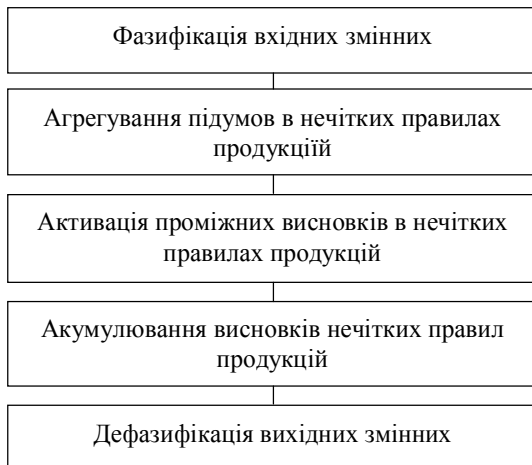 Фазифікація вхідних змінних
Агрегування підумов в нечітких правилах
продукціїй
Активація проміжних висновків в нечітких
правилах продукцій
Акумулювання висновків нечітких правил
продукцій
Дефазифікація вихідних змінних